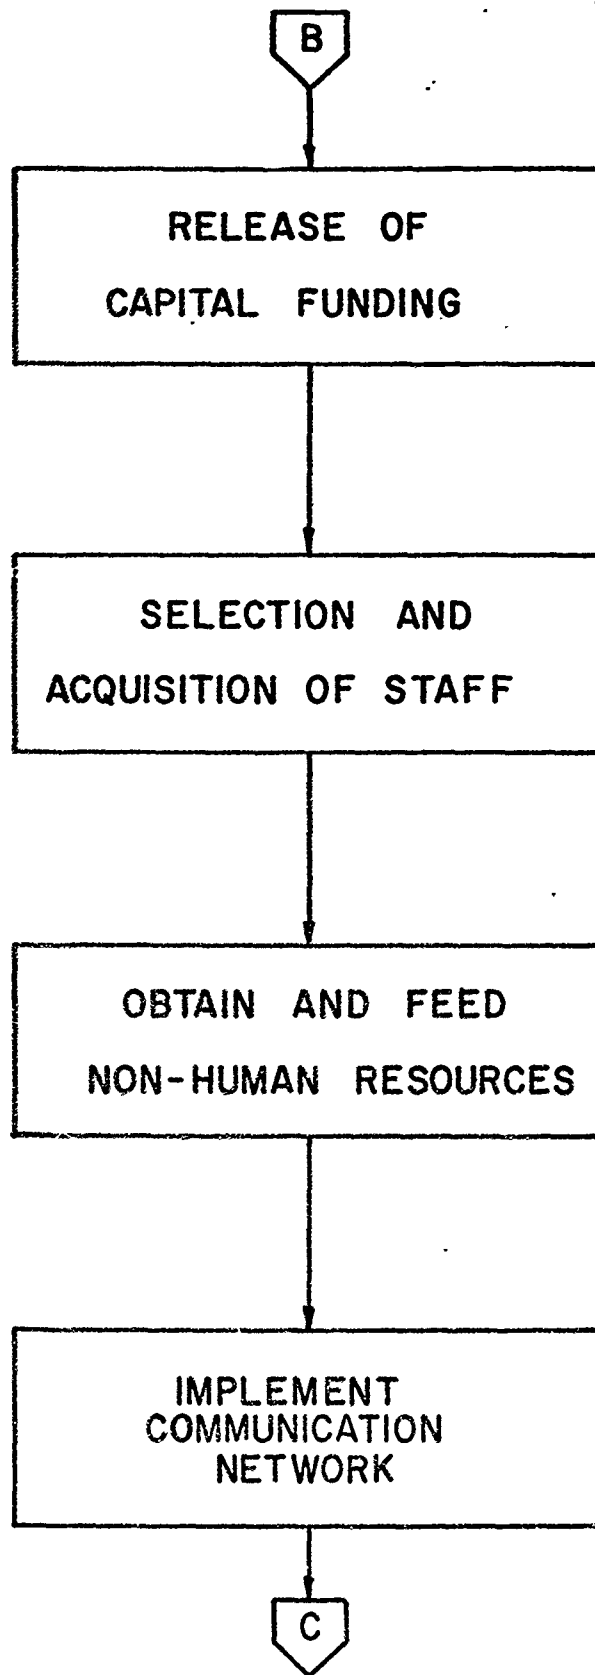 B
RELEASE OF
CAPITAL FUNDING
SELECTION AND
ACQUISITION OF STAFF
OBTAIN AND FEED
NON-HUMAN RESOURCES
IMPLEMENT
COMMUNICATION
NETWORK
C